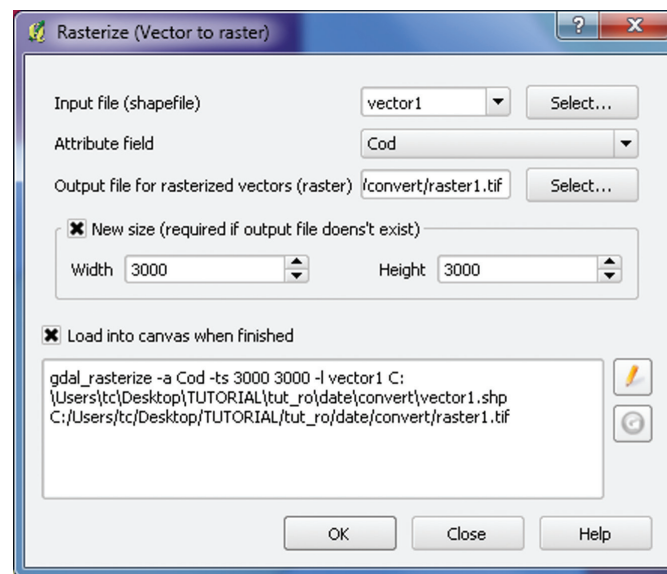 Rasterize (Vector to raster)
Input file (shapefile) vector1 Select...
Attribute field Cod
Output file for rasterized vectors (raster) /convert/raster1.tif Select...
New size (required if output file doens't exist)
Width 3000 Height 3000
Load into canvas when finished
gdal_rasterize -a Cod -ts 3000 3000 -l vector1 C:
\Users\tc\Desktop\TUTORIAL\tut_ro\date\convert\vector1.shp
C:/Users/tc/Desktop/TUTORIAL/tut_ro/date/convert/raster1.tif
OK Close Help